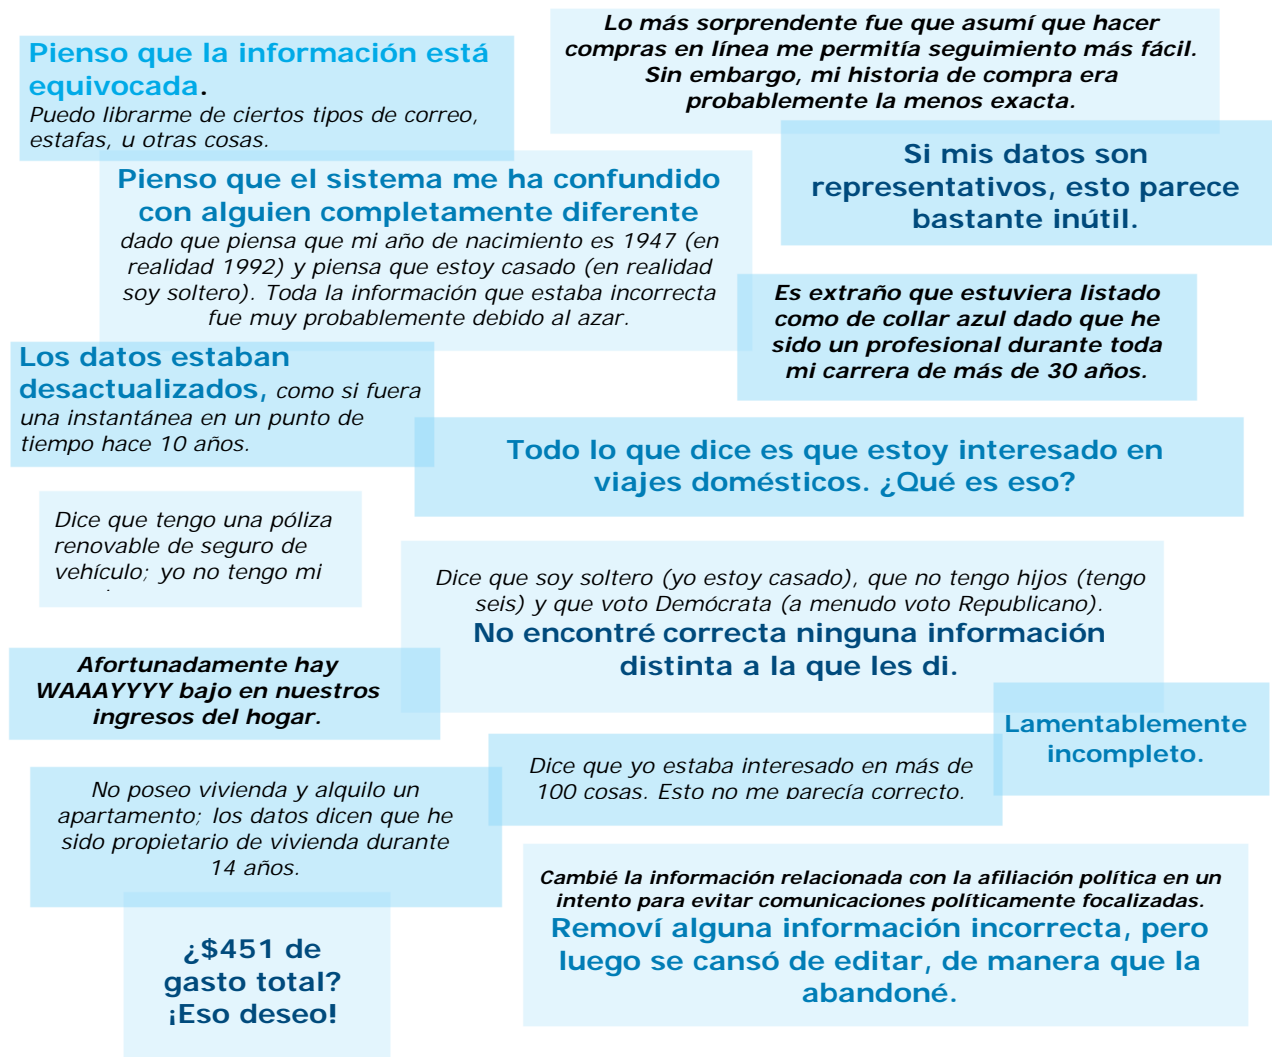 Pienso que la información está
equivocada.
Puedo librarme de ciertos tipos de correo,
estafas, u otras cosas.
Lo más sorprendente fue que asumí que hacer
compras en línea me permitía seguimiento más fácil.
Sin embargo, mi historia de compra era
probablemente la menos exacta.
Pienso que el sistema me ha confundido
con alguien completamente diferente
dado que piensa que mi año de nacimiento es 1947 (en
realidad 1992) y piensa que estoy casado (en realidad
soy soltero). Toda la información que estaba incorrecta
fue muy probablemente debido al azar.
Si mis datos son
representativos, esto parece
bastante inútil.
Es extraño que estuviera listado
como de collar azul dado que he
sido un profesional durante toda
mi carrera de más de 30 años.
Los datos estaban
desactualizados, como si fuera
una instantánea en un punto de
tiempo hace 10 años.
Todo lo que dice es que estoy interesado en
viajes domésticos. ¿Qué es eso?
Dice que tengo una póliza
renovable de seguro de
vehículo; yo no tengo mi
Dice que soy soltero (yo estoy casado), que no tengo hijos (tengo
seis) y que voto Demócrata (a menudo voto Republicano).
No encontré correcta ninguna información
distinta a la que les di.
Afortunadamente hay
WAAAYYYY bajo en nuestros
ingresos del hogar.
Lamentablemente
incompleto.
Dice que yo estaba interesado en más de
100 cosas. Esto no me parecía correcto.
No poseo vivienda y alquilo un
apartamento; los datos dicen que he
sido propietario de vivienda durante
14 años.
Cambié la información relacionada con la afiliación política en un
intento para evitar comunicaciones políticamente focalizadas.
Removí alguna información incorrecta, pero
luego se cansó de editar, de manera que la
abandoné.
¿$451 de
gasto total?
¡Eso deseo!